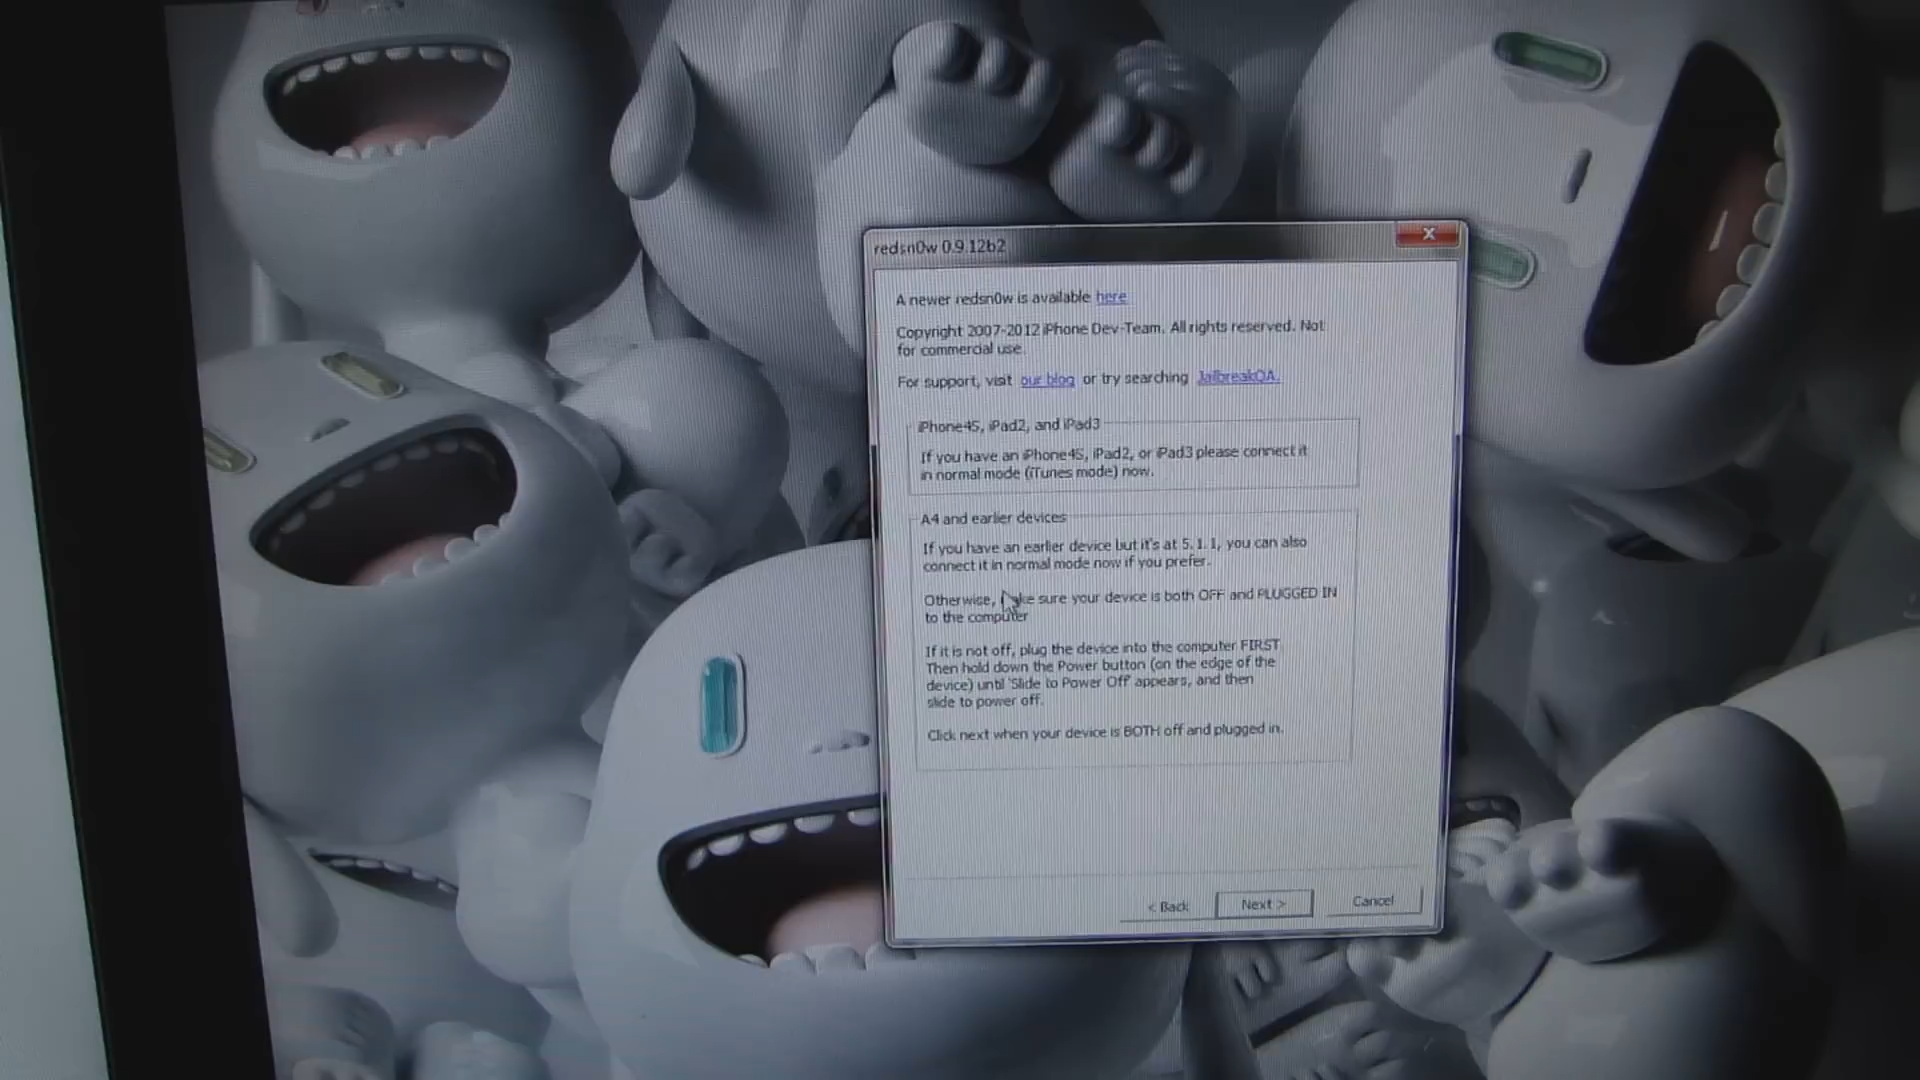 redsn0w 0.9.12b2
A newer redsn0w is available here
Copyright 2007-2012 iPhone Dev-Team. All rights reserved. Not
for commercial use.
For support, visit our blog or try searching JailbreakQA.
iPhone4S, iPad2, and iPad3
If you have an iPhone4S, iPad2, or iPad3 please connect it
in normal mode (iTunes mode) now.
A4 and earlier devices
If you have an earlier device but it's at 5.1.1, you can also
connect it in normal mode now if you prefer.
Otherwise, make sure your device is both OFF and PLUGGED IN
to the computer
If it is not off, plug the device into the computer FIRST.
Then hold down the Power button (on the edge of the
device) until 'Slide to Power Off' appears, and then
slide to power off.
Click next when your device is BOTH off and plugged in.
< Back
Next >
Cancel